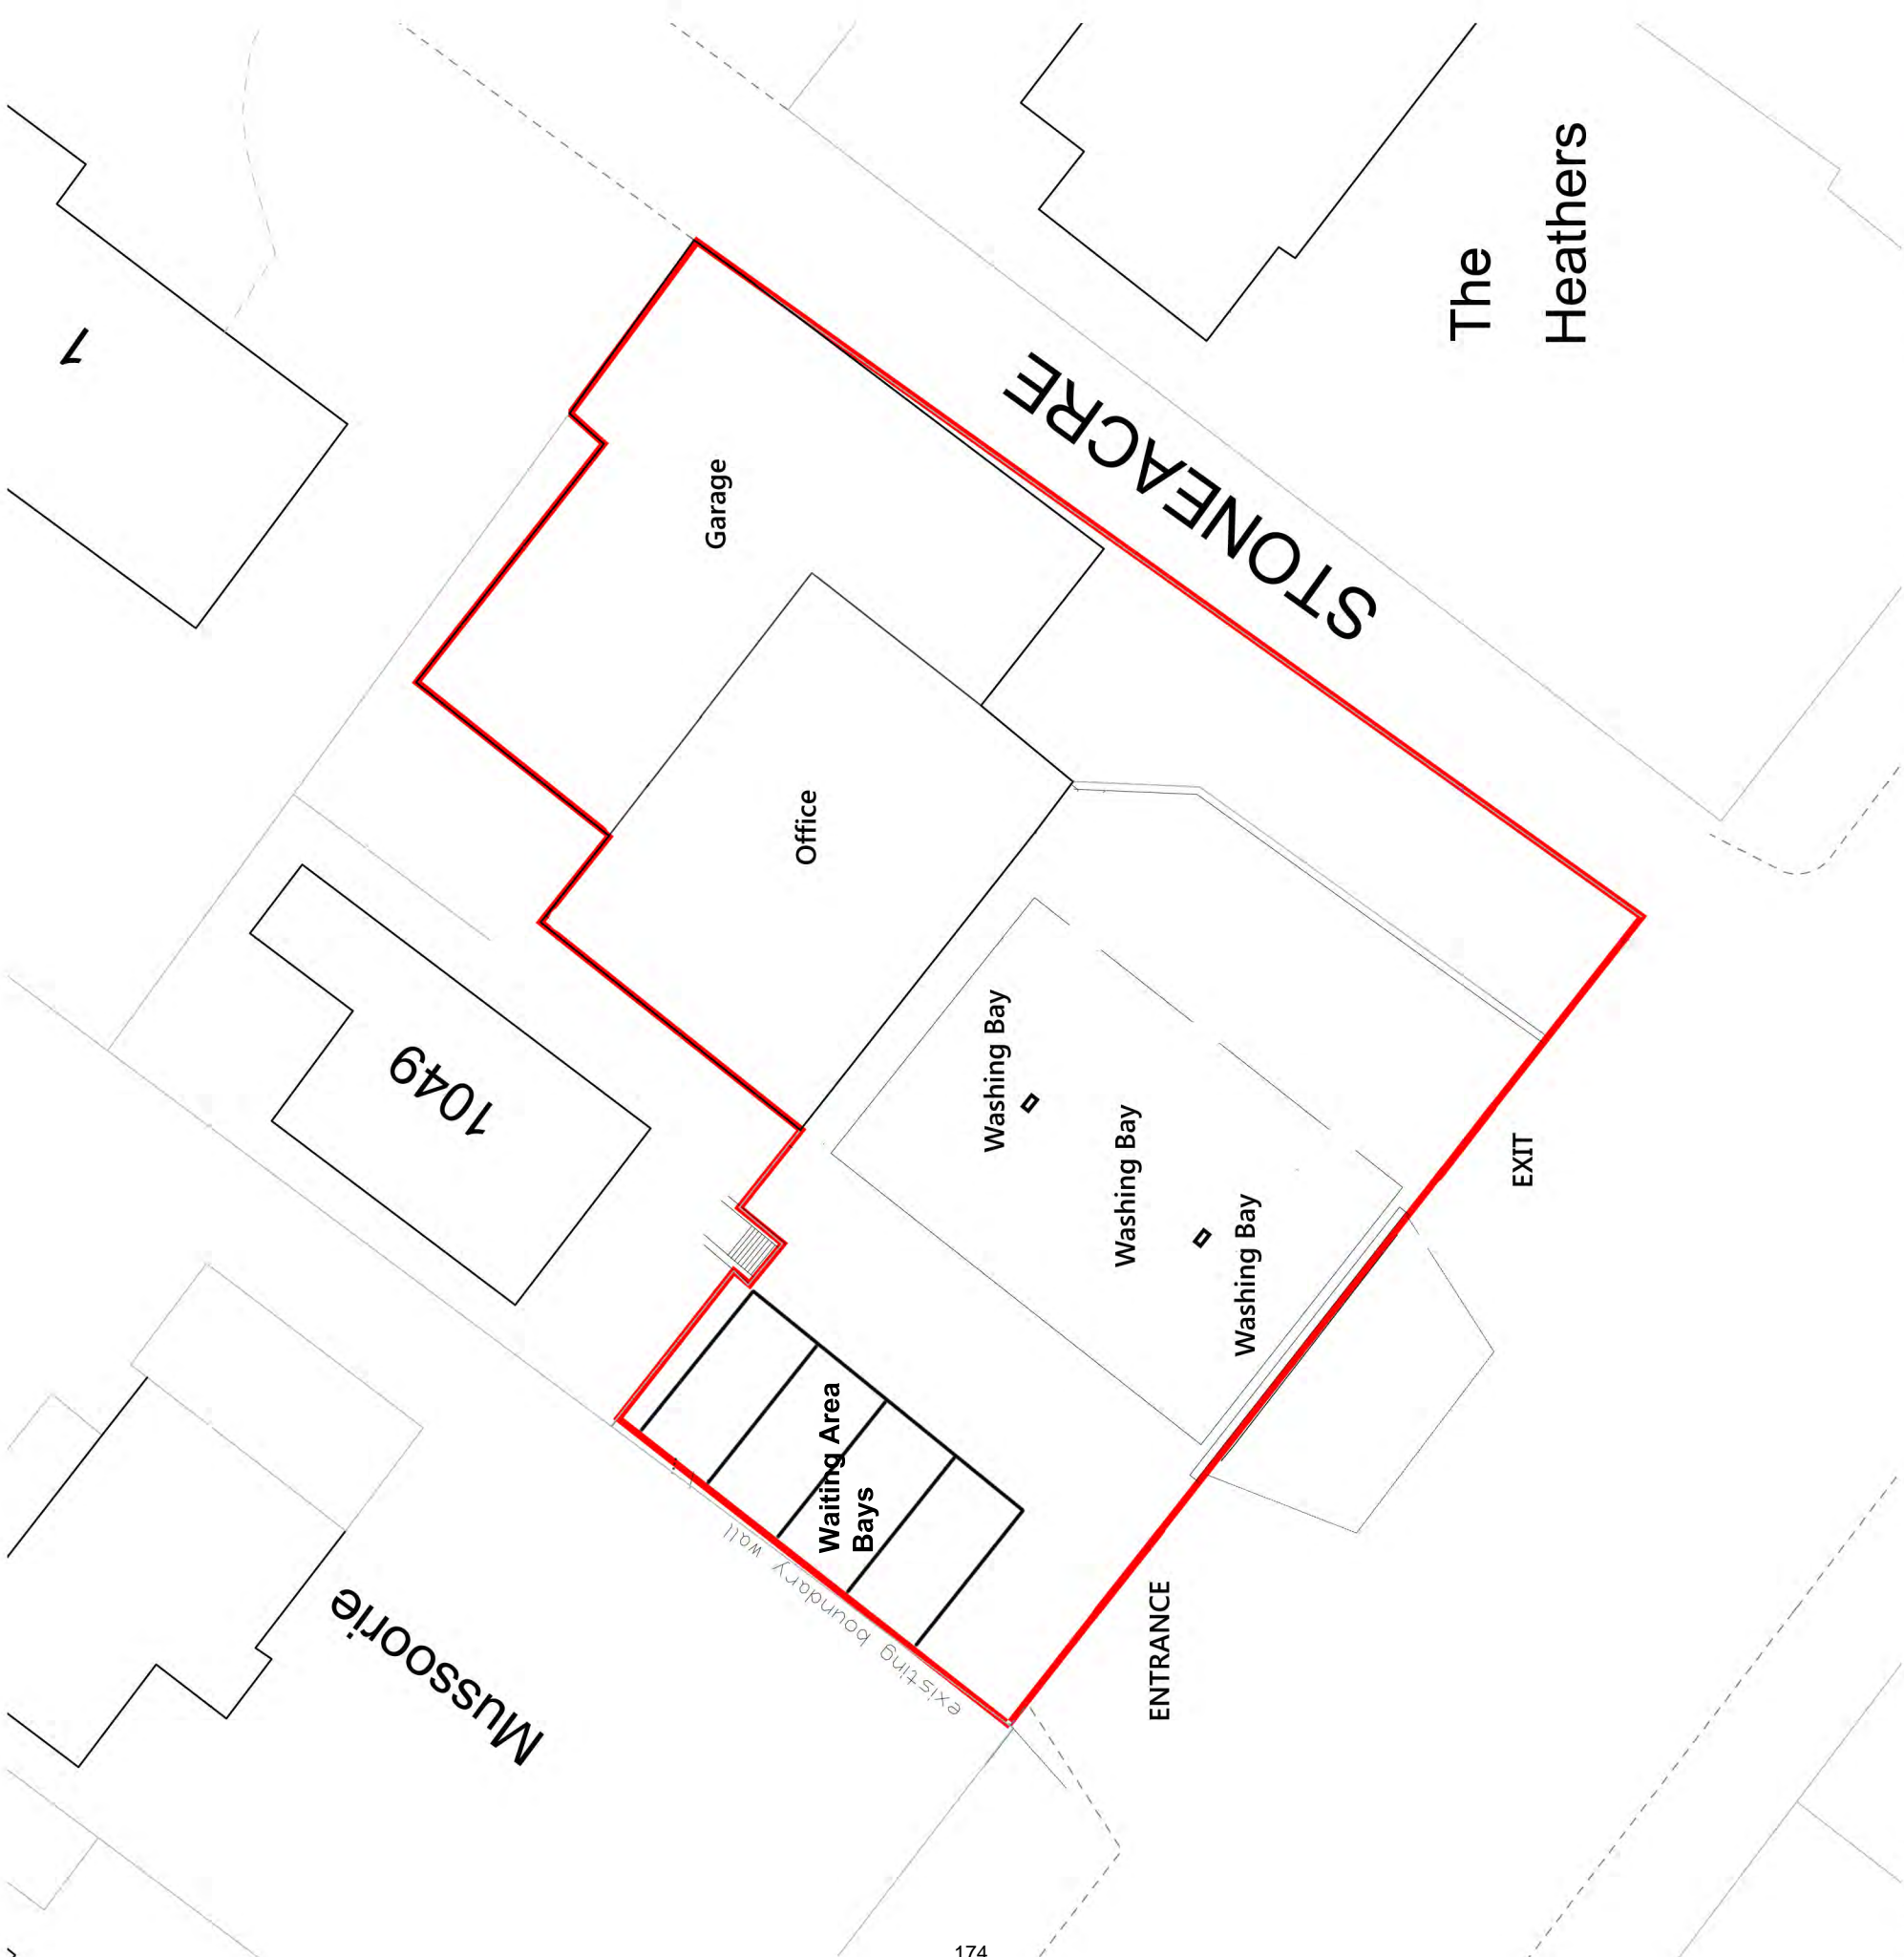 The
Heathers
STONEACRE
1
Garage
Office
1049
Washing Bay
Washing Bay
Washing Bay
EXIT
Waiting Area
Bays
existing boundary wall
ENTRANCE
Mussoorie
174